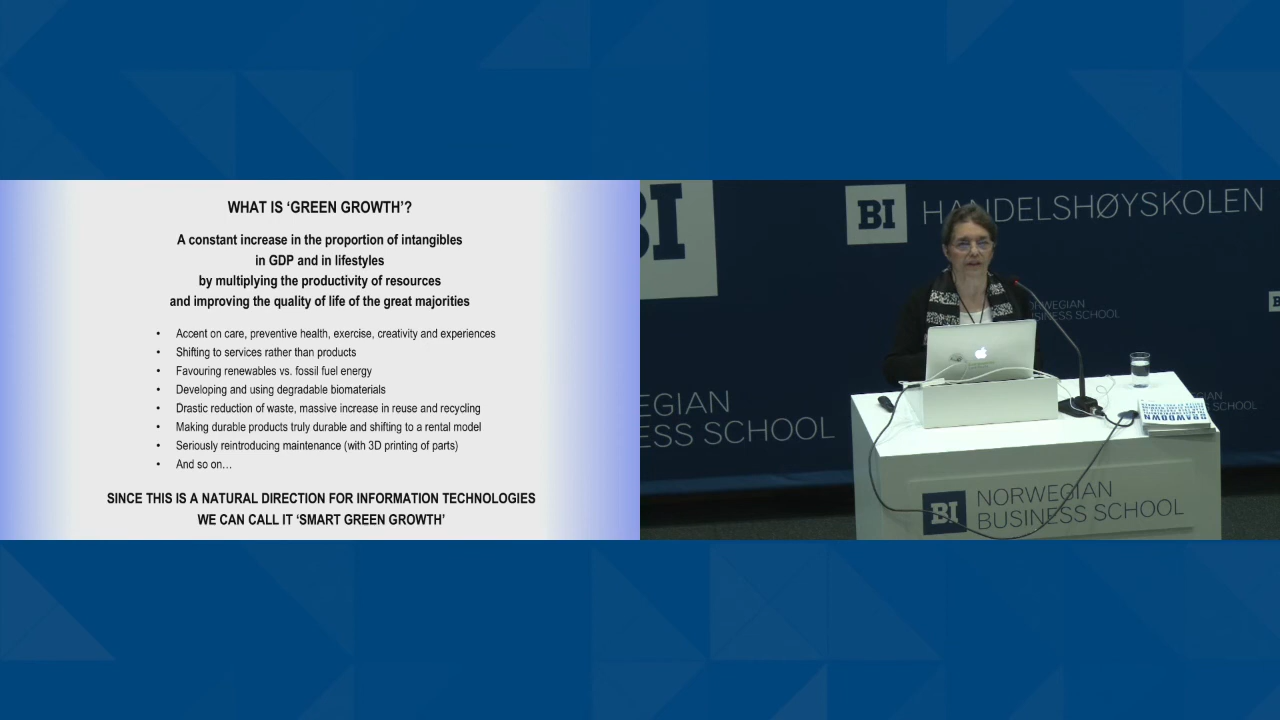 WHAT IS ‘GREEN GROWTH’?
A constant increase in the proportion of intangibles
in GDP and in lifestyles
by multiplying the productivity of resources
and improving the quality of life of the great majorities
• Accent on care, preventive health, exercise, creativity and experiences
• Shifting to services rather than products
• Favouring renewables vs. fossil fuel energy
• Developing and using degradable biomaterials
• Drastic reduction of waste, massive increase in reuse and recycling
• Making durable products truly durable and shifting to a rental model
• Seriously reintroducing maintenance (with 3D printing of parts)
• And so on…
SINCE THIS IS A NATURAL DIRECTION FOR INFORMATION TECHNOLOGIES
WE CAN CALL IT ‘SMART GREEN GROWTH’
BI
BI HANDELSHØYSKOLEN
NORWEGIAN
BUSINESS SCHOOL
EGIAN
ESS SCHOOL
SCHOOL
DRAWDOWN
BI NORWEGIAN
BUSINESS SCHOOL